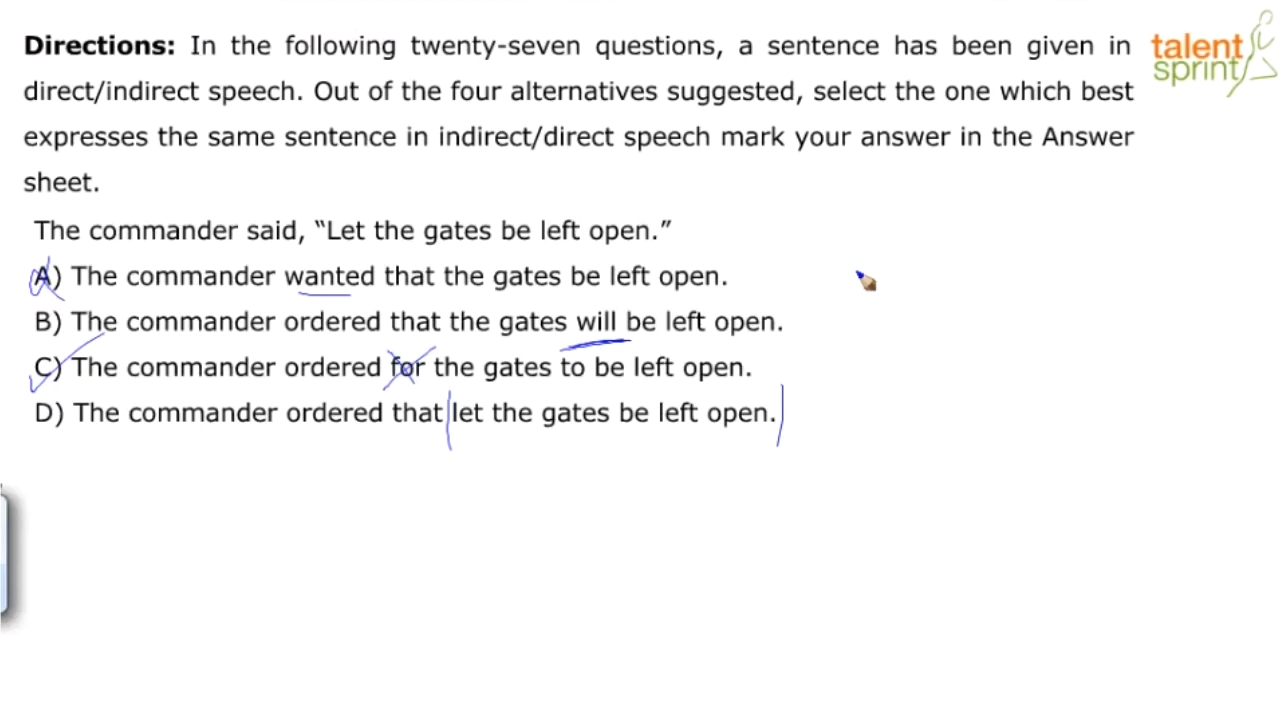 Directions: In the following twenty-seven questions, a sentence has been given in
talent
sprint
direct/indirect speech. Out of the four alternatives suggested, select the one which best
expresses the same sentence in indirect/direct speech mark your answer in the Answer
sheet.
The commander said, “Let the gates be left open.”
A) The commander wanted that the gates be left open.
B) The commander ordered that the gates will be left open.
C) The commander ordered for the gates to be left open.
D) The commander ordered that let the gates be left open.